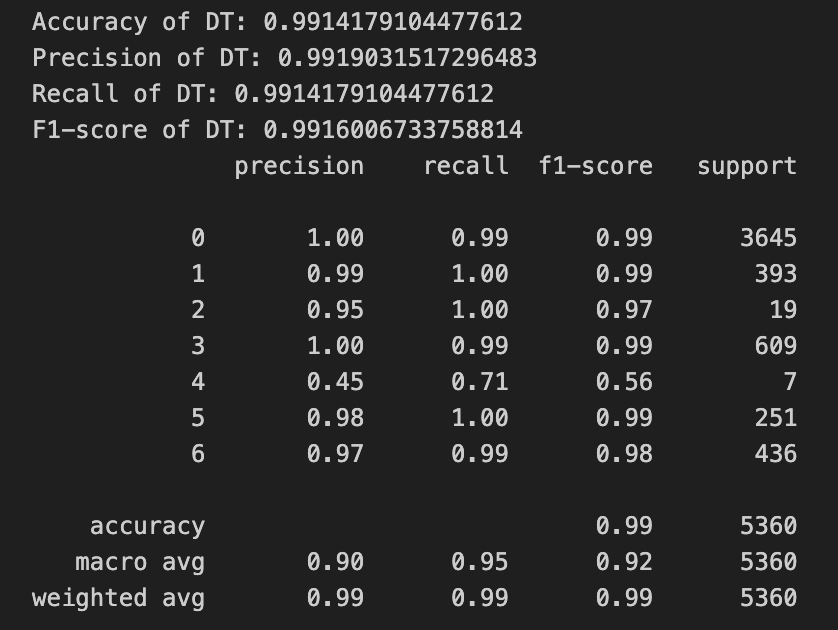 Accuracy of DT: 0.9914179104477612
Precision of DT: 0.9919031517296483
Recall of DT: 0.9914179104477612
F1-score of DT: 0.9916006733758814
precision recall f1-score support
0 1.00 0.99 0.99 3645
1 0.99 1.00 0.99 393
2 0.95 1.00 0.97 19
3 1.00 0.99 0.99 609
4 0.45 0.71 0.56 7
5 0.98 1.00 0.99 251
6 0.97 0.99 0.98 436
accuracy 0.99 5360
macro avg 0.90 0.95 0.92 5360
weighted avg 0.99 0.99 0.99 5360